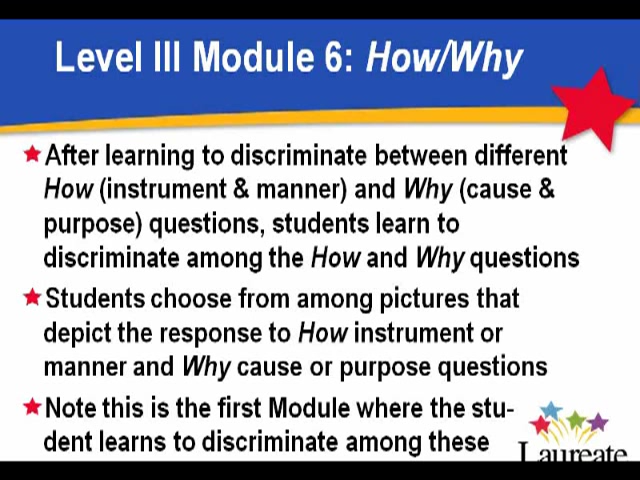 Level III Module 6: How/Why
After learning to discriminate between different
How (instrument & manner) and Why (cause &
purpose) questions, students learn to
discriminate among the How and Why questions
Students choose from among pictures that
depict the response to How instrument or
manner and Why cause or purpose questions
Note this is the first Module where the stu-
dent learns to discriminate among these
Laureate